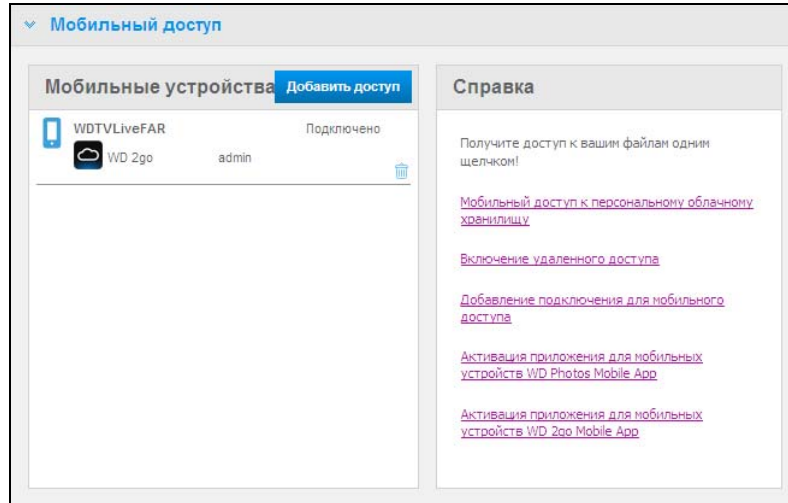 Мобильный доступ
Мобильные устройства
Добавить доступ
WDTVLiveFAR
Подключено
WD 2go
admin
Справка
Получите доступ к вашим файлам одним
щелчком!
Мобильный доступ к персональному облачному
хранилищу
Включение удаленного доступа
Добавление подключения для мобильного
доступа
Активация приложения для мобильных
устройств WD Photos Mobile App
Активация приложения для мобильных
устройств WD 2go Mobile App